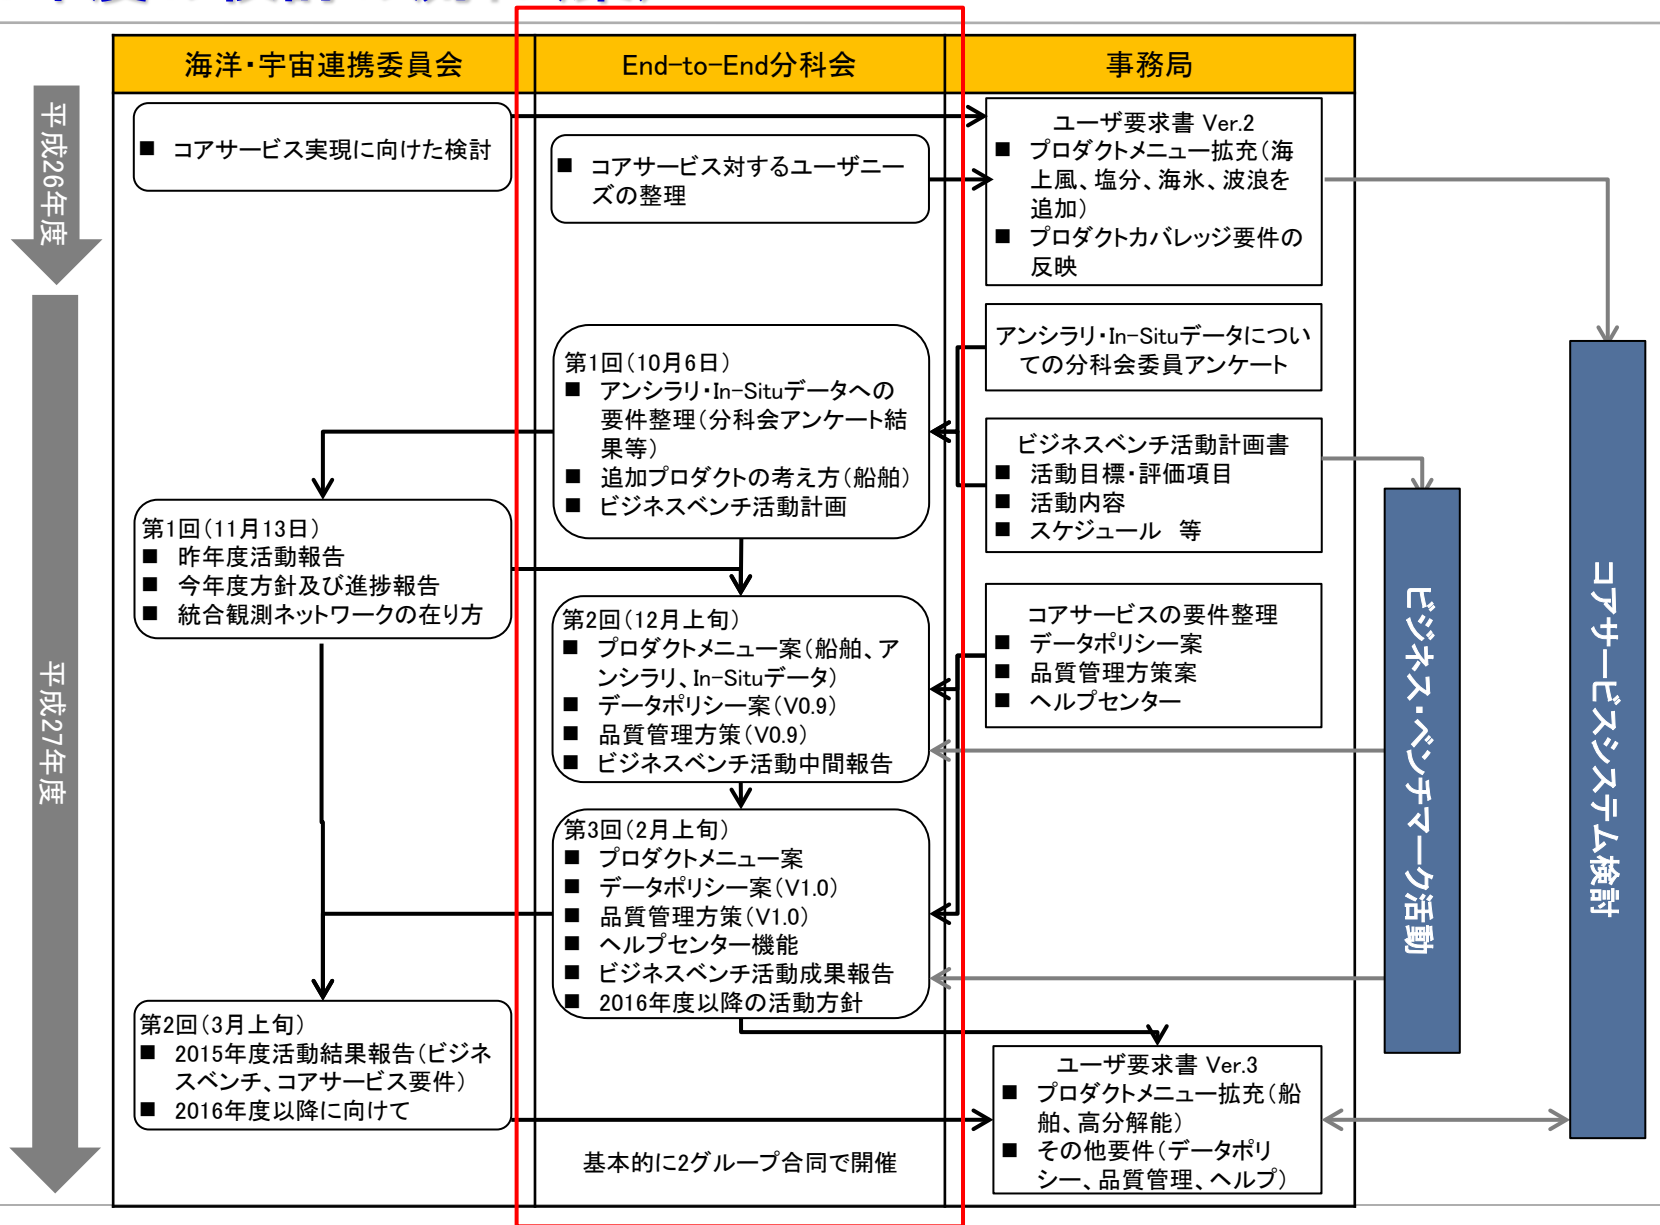 海洋・宇宙連携委員会
End-to-End分科会
事務局
平成26年度
平成27年度
■ コアサービス実現に向けた検討
■ コアサービス対するユーザニー
ズの整理
ユーザ要求書 Ver.2
■ プロダクトメニュー拡充(海
上風、塩分、海氷、波浪を
追加)
■ プロダクトカバレッジ要件の
反映
アンシラリ・In-Situデータについ
ての分科会委員アンケート
第1回(10月6日)
■ アンシラリ・In-Situデータへの
要件整理(分科会アンケート結
果等)
■ 追加プロダクトの考え方(船舶)
■ ビジネスベンチ活動計画
ビジネスベンチ活動計画書
■ 活動目標・評価項目
■ 活動内容
■ スケジュール 等
第1回(11月13日)
■ 昨年度活動報告
■ 今年度方針及び進捗報告
■ 統合観測ネットワークの在り方
第2回(12月上旬)
■ プロダクトメニュー案(船舶、ア
ンシラリ、In-Situデータ)
■ データポリシー案(V0.9)
■ 品質管理方策(V0.9)
■ ビジネスベンチ活動中間報告
コアサービスの要件整理
■ データポリシー案
■ 品質管理方策案
■ ヘルプセンター
第3回(2月上旬)
■ プロダクトメニュー案
■ データポリシー案(V1.0)
■ 品質管理方策(V1.0)
■ ヘルプセンター機能
■ ビジネスベンチ活動成果報告
■ 2016年度以降の活動方針
第2回(3月上旬)
■ 2015年度活動結果報告(ビジネ
スベンチ、コアサービス要件)
■ 2016年度以降に向けて
ユーザ要求書 Ver.3
■ プロダクトメニュー拡充(船
舶、高分解能)
■ その他要件(データポリ
シー、品質管理、ヘルプ)
基本的に2グループ合同で開催
ビジネス・ベンチマーク活動
コアサービスシステム検討